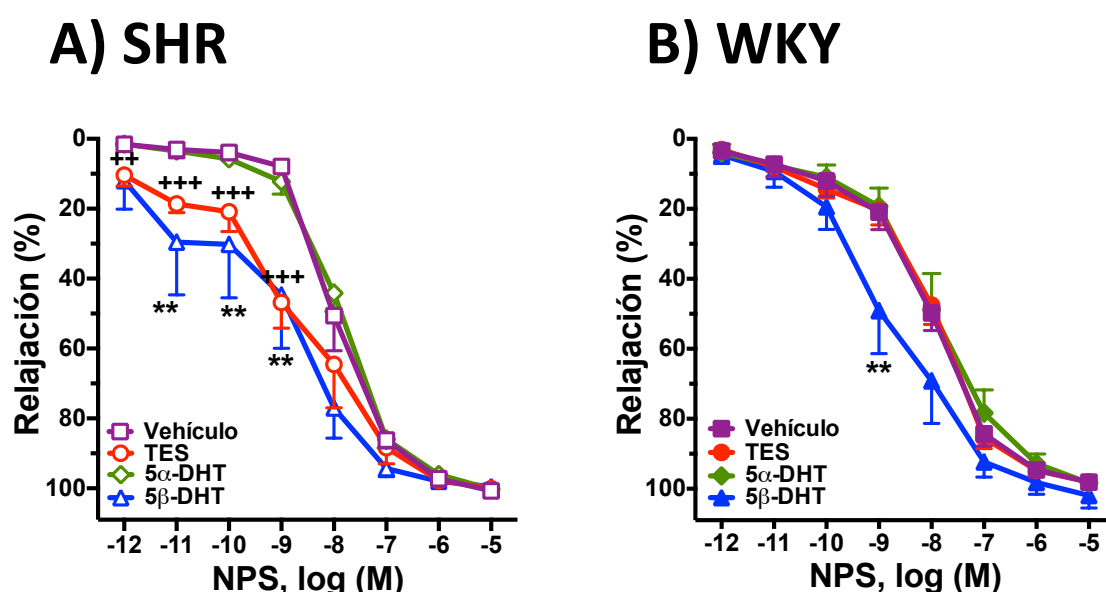 A) SHR
0
20
40
60
80
100
Relajación (%)
++
+++
+++
+++
**
**
**
Vehículo
TES
5α-DHT
5β-DHT
-12 -11 -10 -9 -8 -7 -6 -5
NPS, log (M)
B) WKY
0
20
40
60
80
100
Relajación (%)
**
Vehículo
TES
5α-DHT
5β-DHT
-12 -11 -10 -9 -8 -7 -6 -5
NPS, log (M)